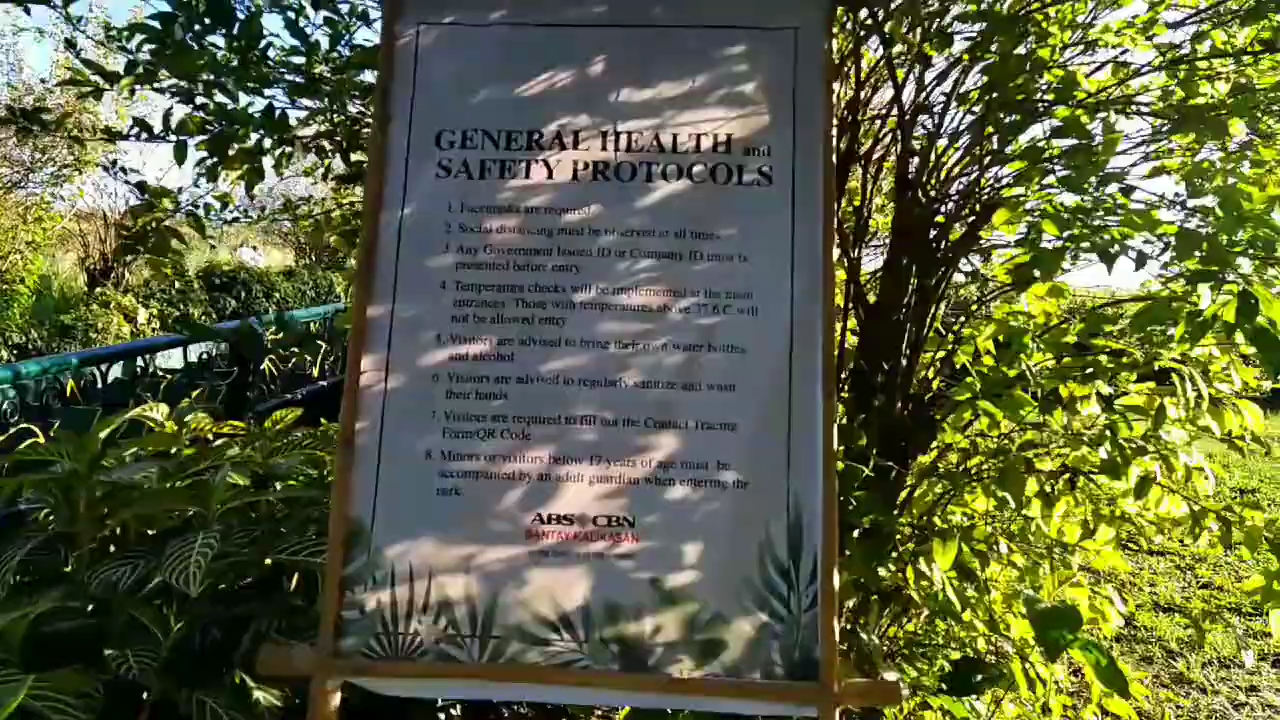 GENERAL HEALTH and
SAFETY PROTOCOLS
1. Facemasks are required
2. Social distancing must be observed at all times
3. Any Government Issued ID or Company ID must be
presented before entry
4. Temperature checks will be implemented at the main
entrances. Those with temperatures above 37.6 C will
not be allowed entry
5. Visitors are advised to bring their own water bottles
and alcohol
6. Visitors are advised to regularly sanitize and wash
their hands
7. Visitors are required to fill out the Contact Tracing
Form/QR Code
8. Minors or visitors below 17 years of age must be
accompanied by an adult guardian when entering the
park.
ABS CBN
BANTAY KALIKASAN